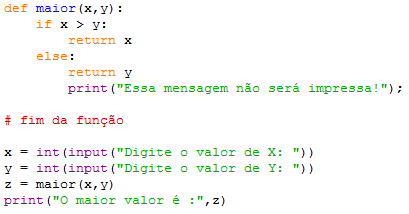 def maior(x,y):
    if x > y:
        return x
    else:
        return y
        print("Essa mensagem não será impressa!");
# fim da função
x = int(input("Digite o valor de X: "))
y = int(input("Digite o valor de Y: "))
z = maior(x,y)
print("O maior valor é :",z)